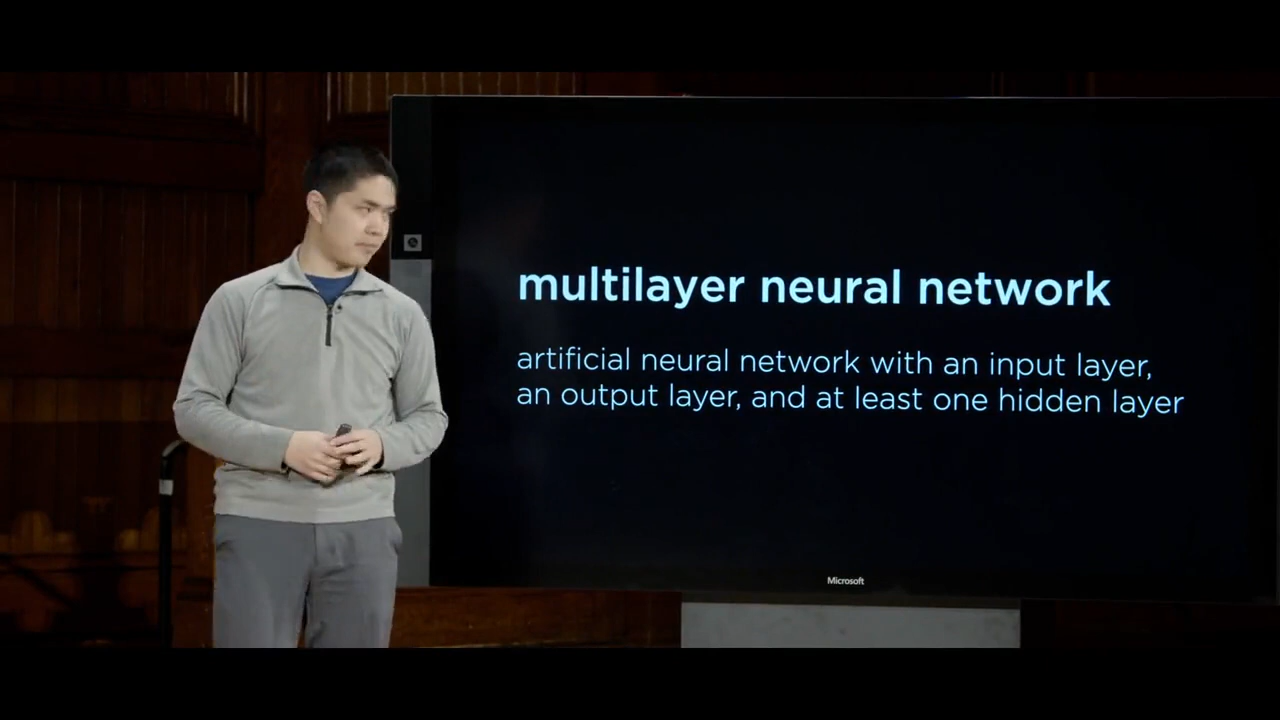 multilayer neural network
artificial neural network with an input layer,
an output layer, and at least one hidden layer
Microsoft